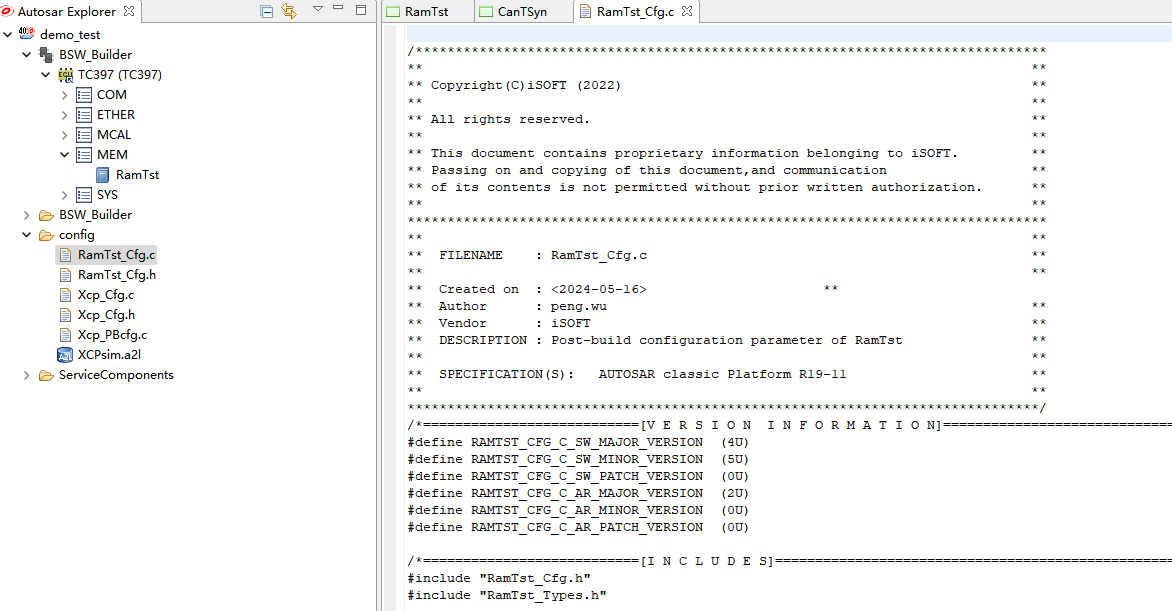 Autosar Explorer
demo_test
BSW_Builder
TC397 (TC397)
COM
ETHER
MCAL
MEM
RamTst
SYS
BSW_Builder
config
RamTst_Cfg.c
RamTst_Cfg.h
Xcp_Cfg.c
Xcp_Cfg.h
Xcp_PBcfg.c
XCPsim.a2l
ServiceComponents
RamTst CanTSyn RamTst_Cfg.c
/*******************************************************************************
** **
** Copyright(C)iSOFT (2022) **
** **
** All rights reserved. **
** **
** This document contains proprietary information belonging to iSOFT. **
** Passing on and copying of this document,and communication **
** of its contents is not permitted without prior written authorization. **
** **
********************************************************************************
** **
** FILENAME : RamTst_Cfg.c **
** **
** Created on : <2024-05-16> **
** Author : peng.wu **
** Vendor : iSOFT **
** DESCRIPTION : Post-build configuration parameter of RamTst **
** **
** SPECIFICATION(S): AUTOSAR classic Platform R19-11 **
** **
*******************************************************************************/
/*===========================[V E R S I O N I N F O R M A T I O N]=============================
#define RAMTST_CFG_C_SW_MAJOR_VERSION (4U)
#define RAMTST_CFG_C_SW_MINOR_VERSION (5U)
#define RAMTST_CFG_C_SW_PATCH_VERSION (0U)
#define RAMTST_CFG_C_AR_MAJOR_VERSION (2U)
#define RAMTST_CFG_C_AR_MINOR_VERSION (0U)
#define RAMTST_CFG_C_AR_PATCH_VERSION (0U)
/*===========================[I N C L U D E S]==================================================
#include "RamTst_Cfg.h"
#include "RamTst_Types.h"